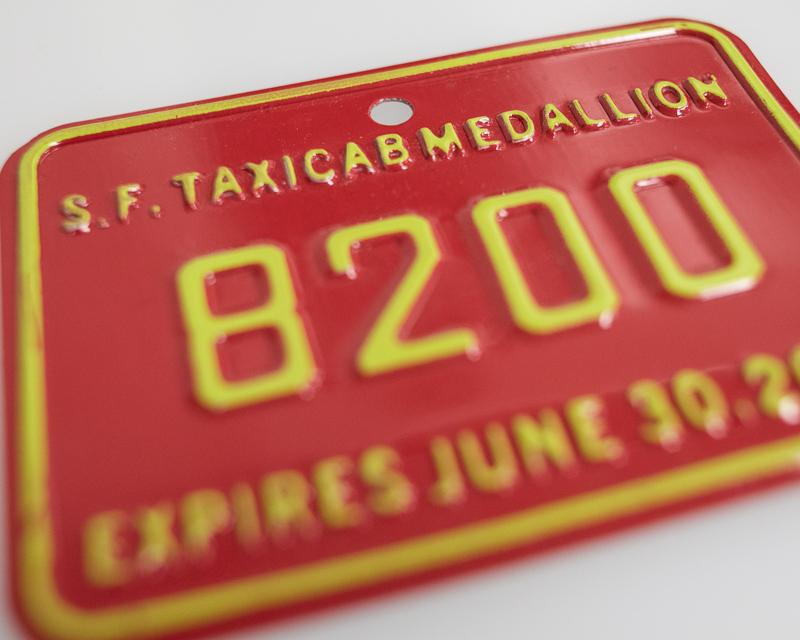 S.F. TAXICAB MEDALLION
8200
EXPIRES JUNE 30.